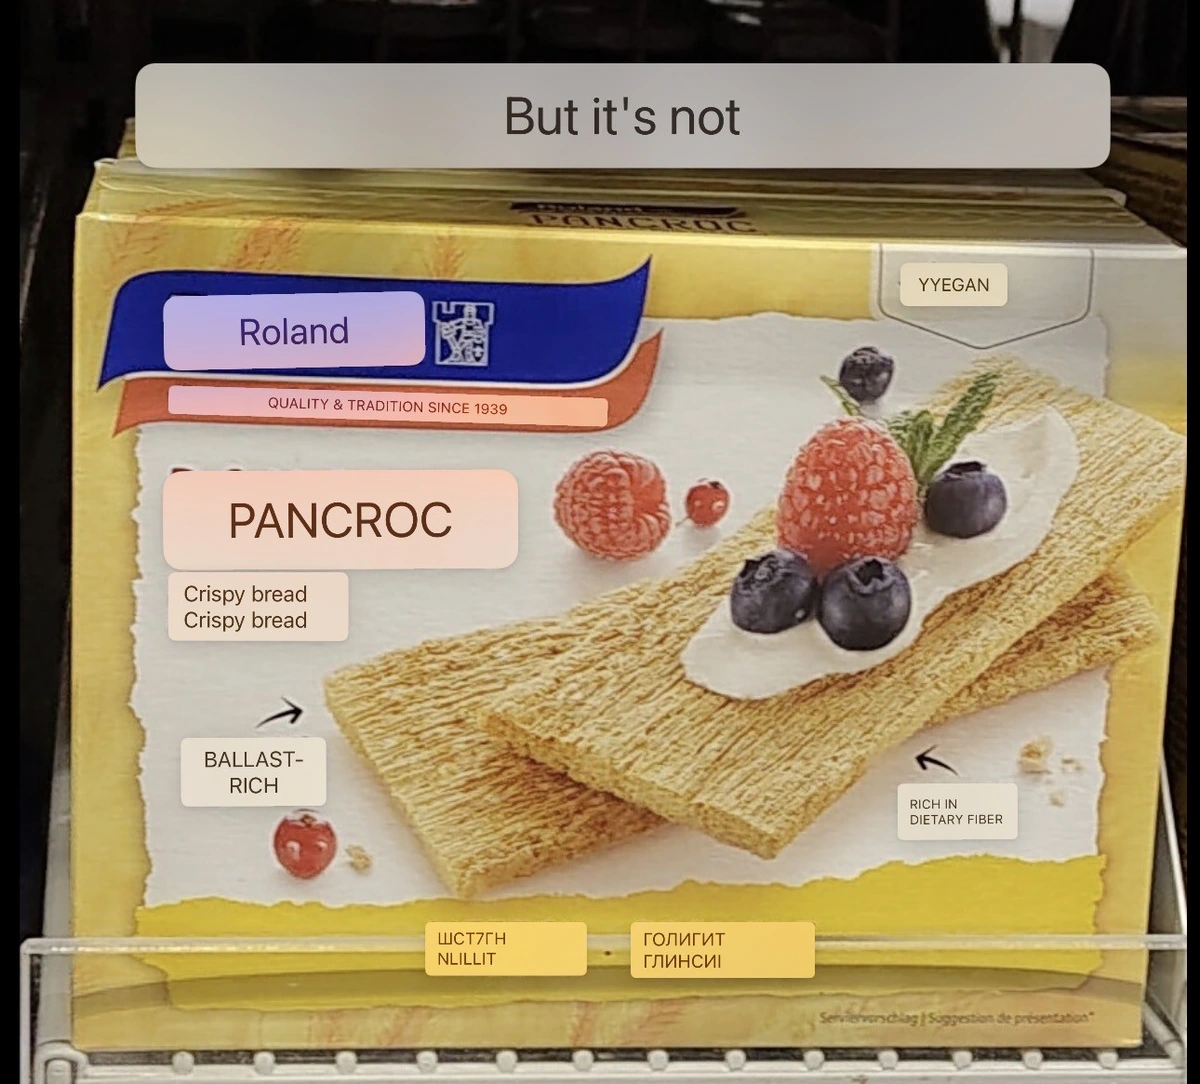 But it's not
PANCROC
YYEGAN
Roland
QUALITY & TRADITION SINCE 1939
PANCROC
Crispy bread
Crispy bread
BALLAST-
RICH
RICH IN
DIETARY FIBER
ШСТ7ГН
NLILLIT
ГОЛИГИТ
ГЛИНСИІ
Serviervorschlag | Suggestion de présentation*